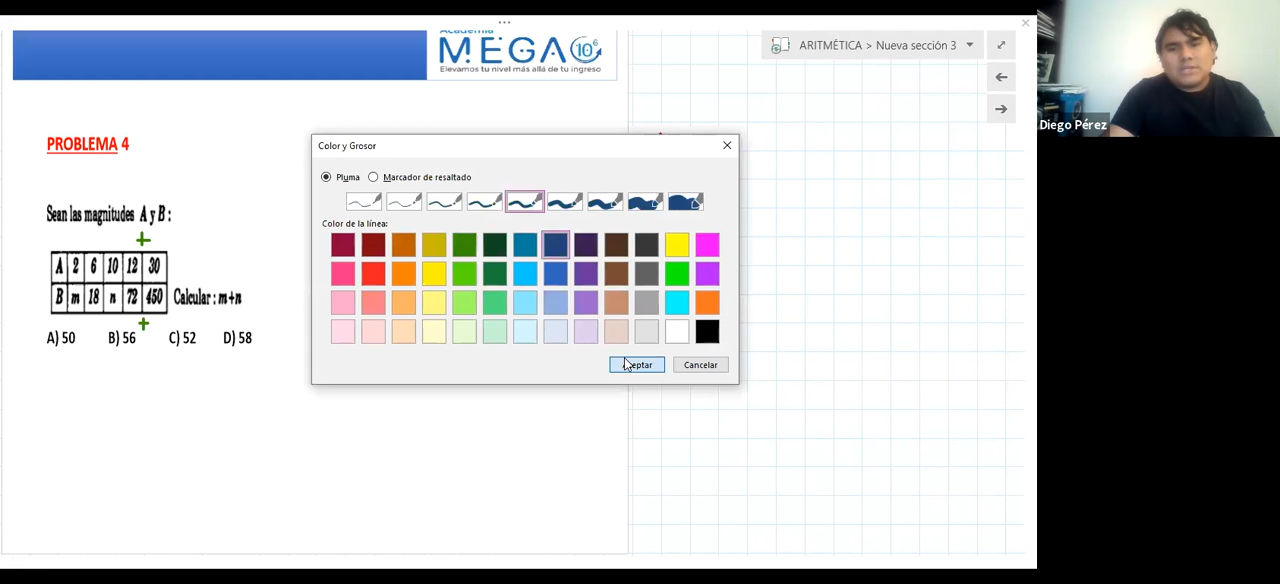 Academia
MEGA 10⁶
Elevamos tu nivel más allá de tu ingreso
ARITMÉTICA > Nueva sección 3
Diego Pérez
PROBLEMA 4
Sean las magnitudes A y B :
+
A 2 6 10 12 30
B m 18 n 72 450
Calcular : m+n
+
A) 50 B) 56 C) 52 D) 58
Color y Grosor
Pluma Marcador de resaltado
Color de la línea:
Aceptar Cancelar